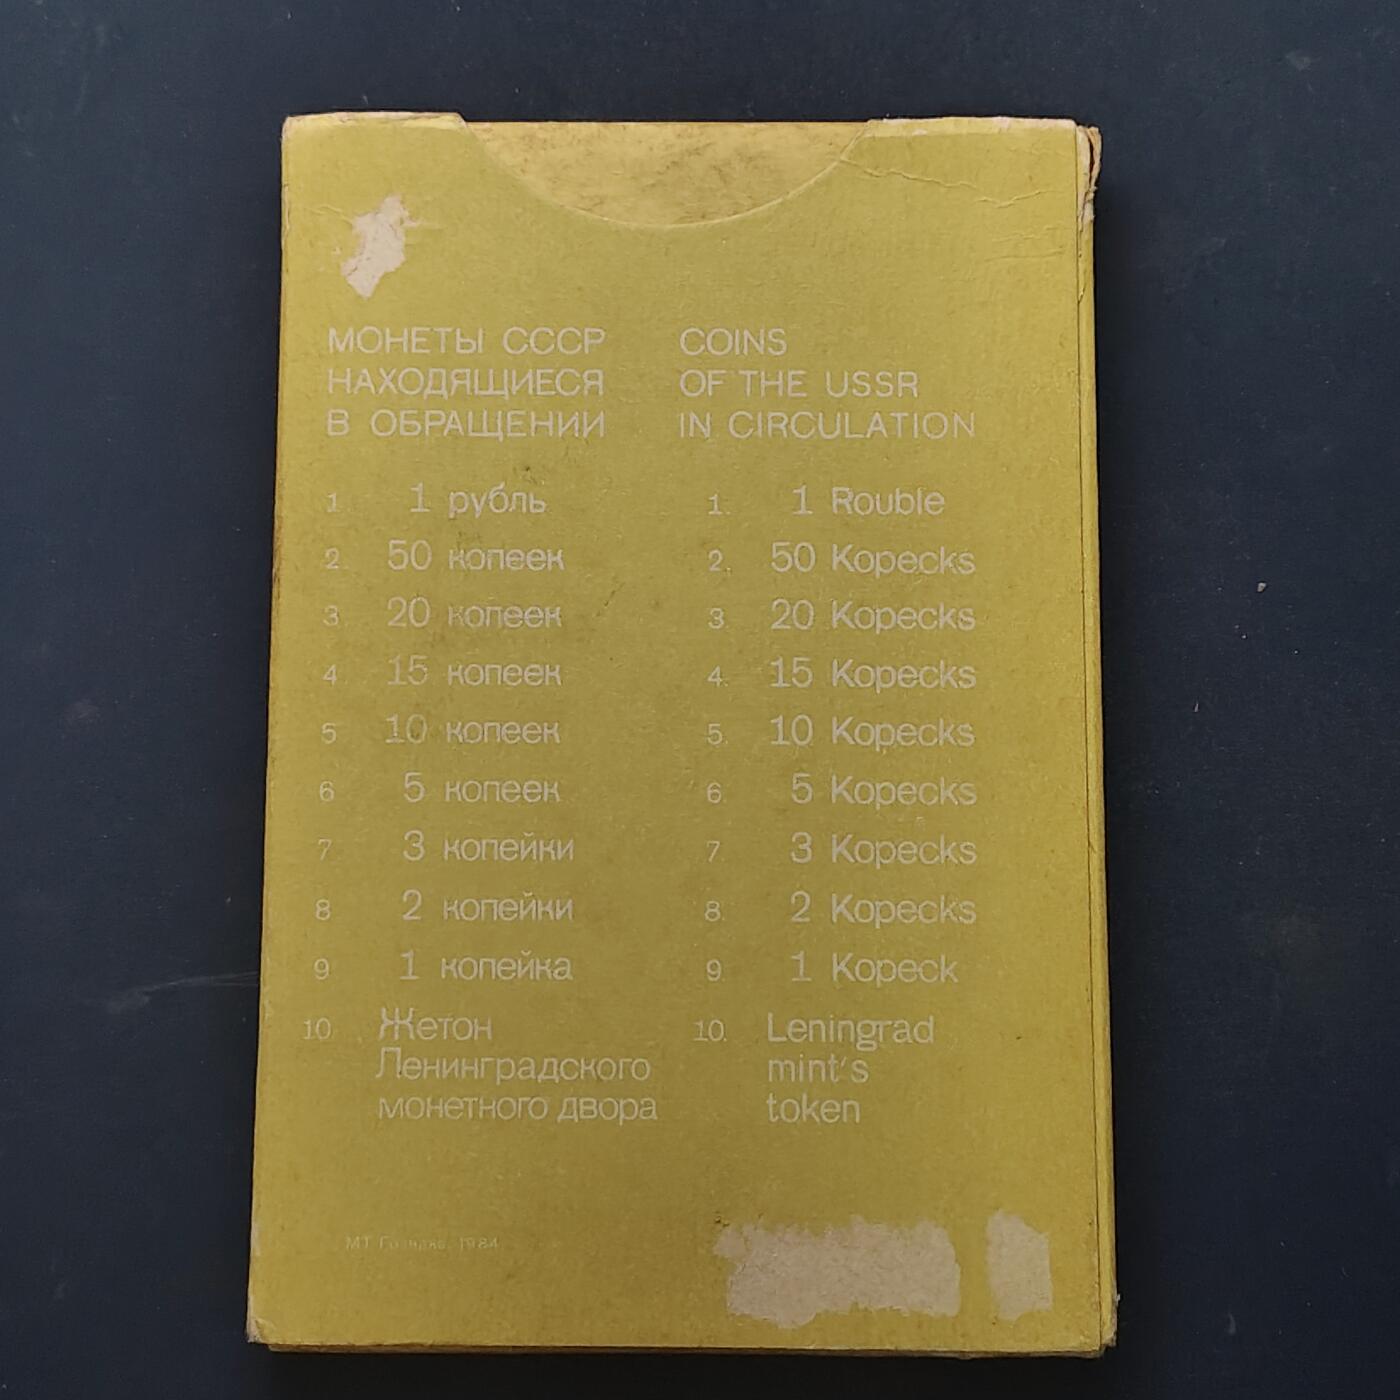 МОНЕТЫ СССР
НАХОДЯЩИЕСЯ
В ОБРАЩЕНИИ
1. 1 рубль
2. 50 копеек
3. 20 копеек
4. 15 копеек
5. 10 копеек
6. 5 копеек
7. 3 копейки
8. 2 копейки
9. 1 копейка
10. Жетон
Ленинградского
монетного двора
COINS
OF THE USSR
IN CIRCULATION
1. 1 Rouble
2. 50 Kopecks
3. 20 Kopecks
4. 15 Kopecks
5. 10 Kopecks
6. 5 Kopecks
7. 3 Kopecks
8. 2 Kopecks
9. 1 Kopeck
10. Leningrad
mint's
token
МТ Гознака. 1984